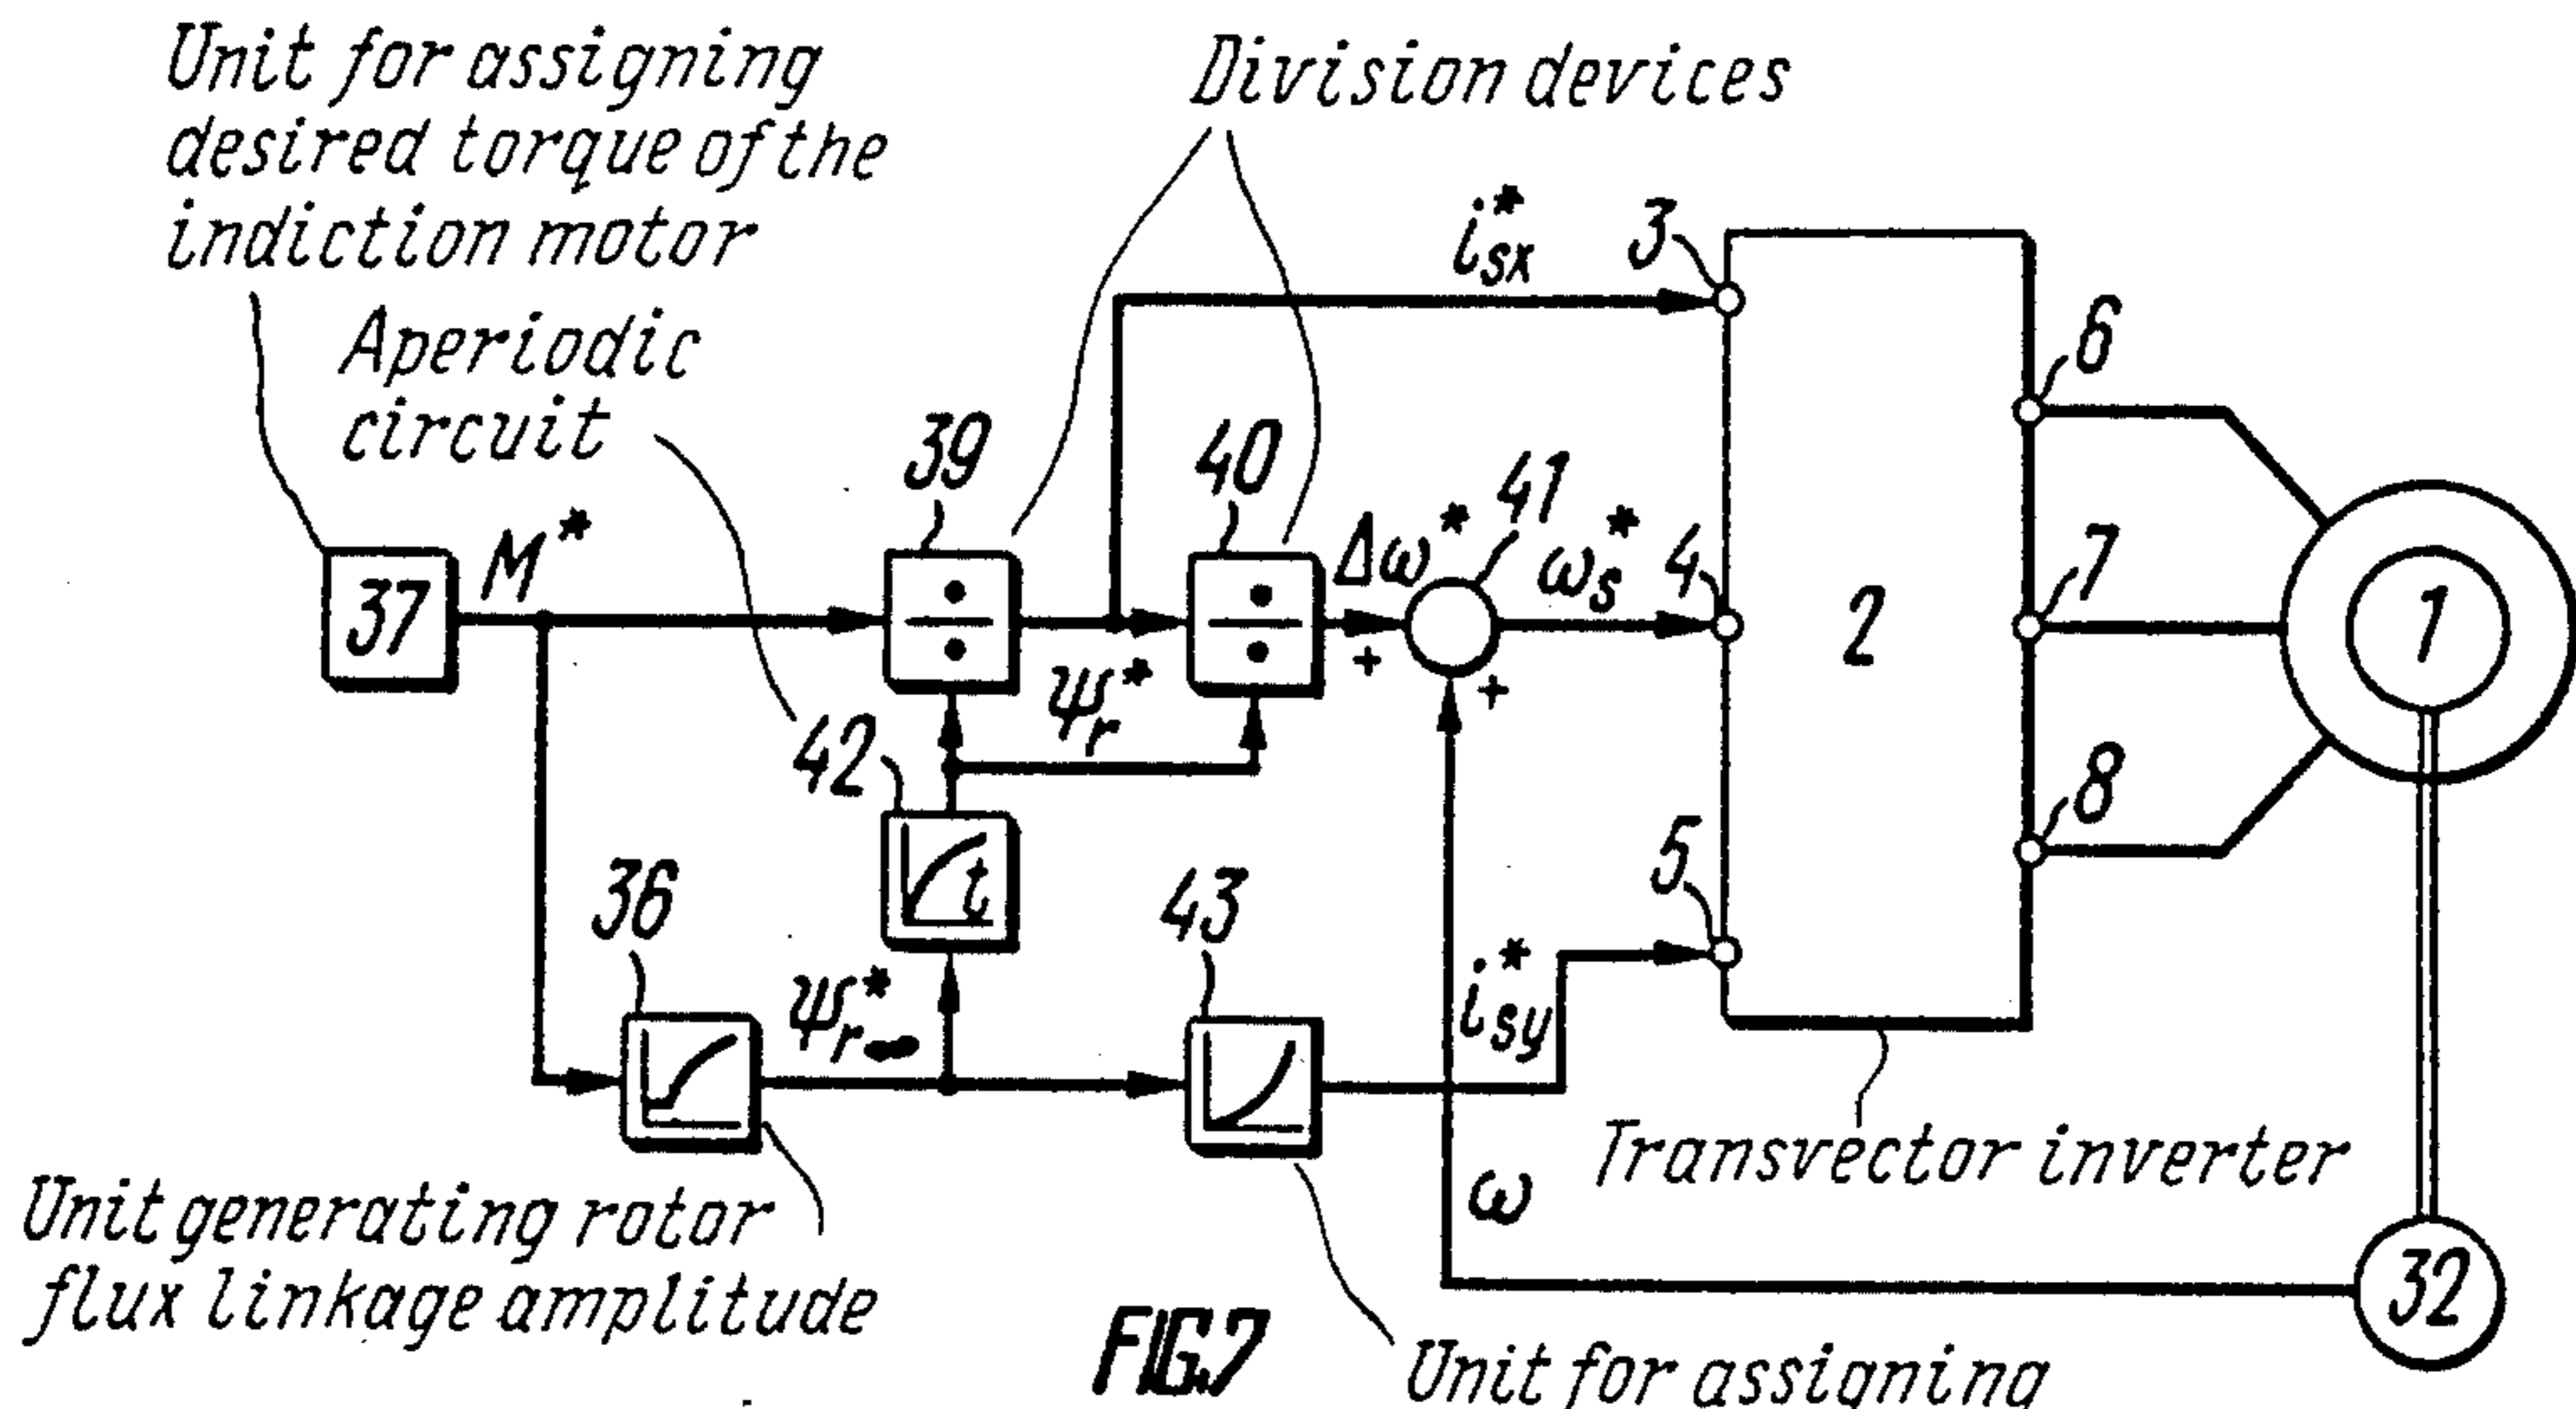 Unit for assigning
desired torque of the
indiction motor
Division devices
Aperiodic
circuit
i*sx
3
6
39
40
41
37
M*
Δω*
ω*s
4
2
7
1
+
+
ψ*r
42
t
8
5
36
43
ψ*r∞
i*sy
ω
Transvector inverter
Unit generating rotor
flux linkage amplitude
32
FIG.7
Unit for assigning